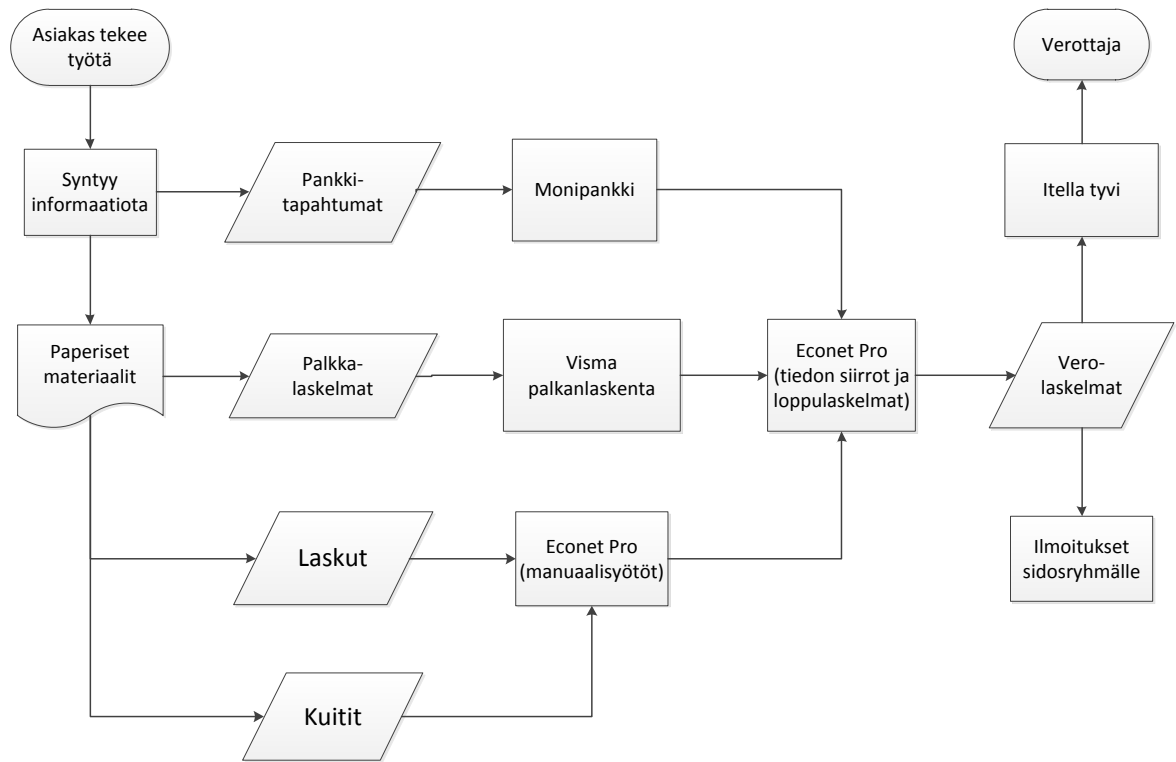 Asiakas tekee
työtä
Verottaja
Syntyy
informaatiota
Pankki-
tapahtumat
Monipankki
Itella tyvi
Paperiset
materiaalit
Palkka-
laskelmat
Visma
palkanlaskenta
Econet Pro
(tiedon siirrot ja
loppulaskelmat)
Vero-
laskelmat
Laskut
Econet Pro
(manuaalisyötöt)
Ilmoitukset
sidosryhmälle
Kuitit